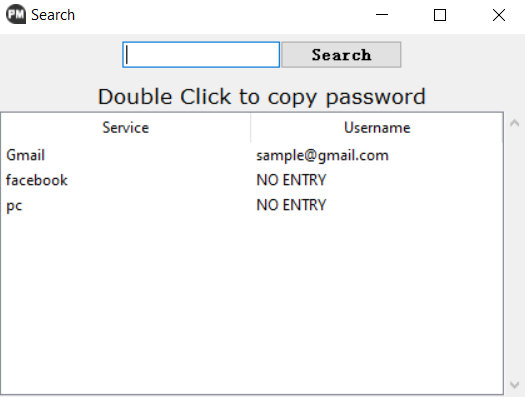 PM Search
Search
Double Click to copy password
Service Username
Gmail sample@gmail.com
facebook NO ENTRY
pc NO ENTRY